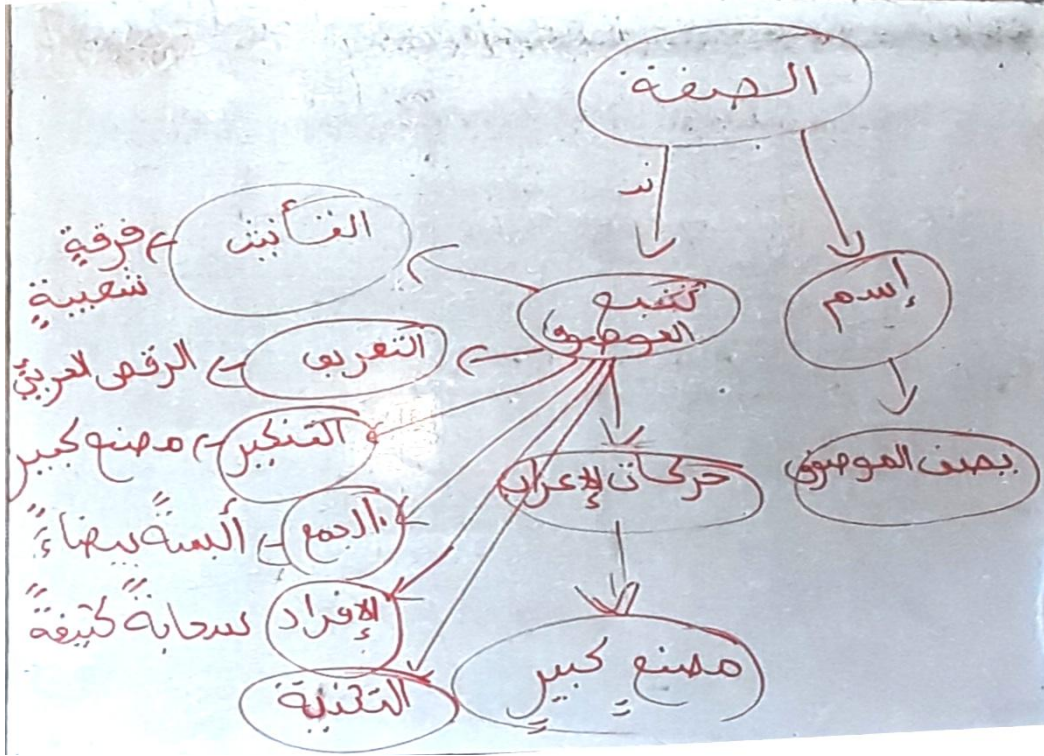 الصفة
إسم
يصف الموصوف
تتبع
الموصوف
حركات الإعراب
مصنعٍ كبيرٍ
التأنيث
فرقةٍ
شعبيةٍ
التعريف
الرقص العربيّ
التنكير
مصنع كبير
الجمع
ألبسةً بيضاءً
الإفراد
سحابةً كثيفةً
التثنية